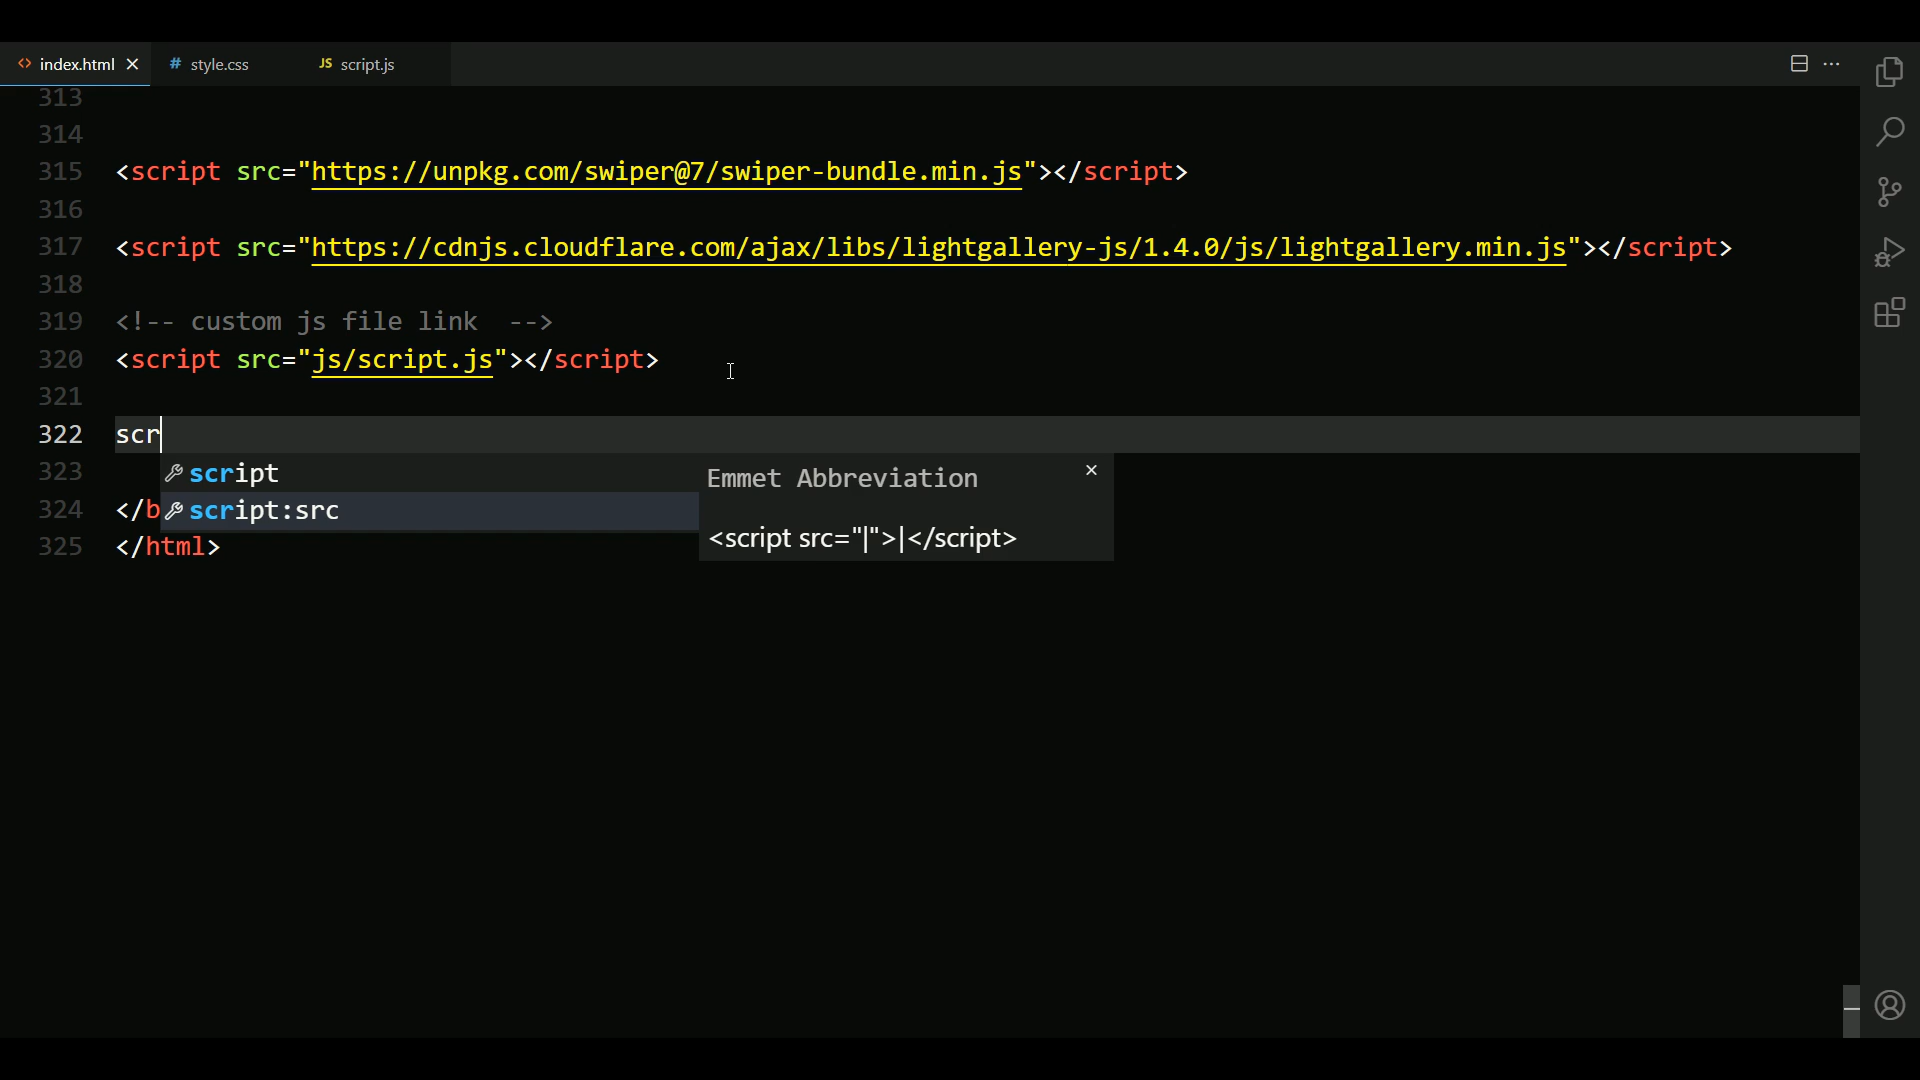 <> index.html × # style.css JS script.js
313
314
315 <script src="https://unpkg.com/swiper@7/swiper-bundle.min.js"></script>
316
317 <script src="https://cdnjs.cloudflare.com/ajax/libs/lightgallery-js/1.4.0/js/lightgallery.min.js"></script>
318
319 <!-- custom js file link  -->
320 <script src="js/script.js"></script>
321
322 scr
323 script
Emmet Abbreviation ×
324 </b script:src
<script src="|">|</script>
325 </html>